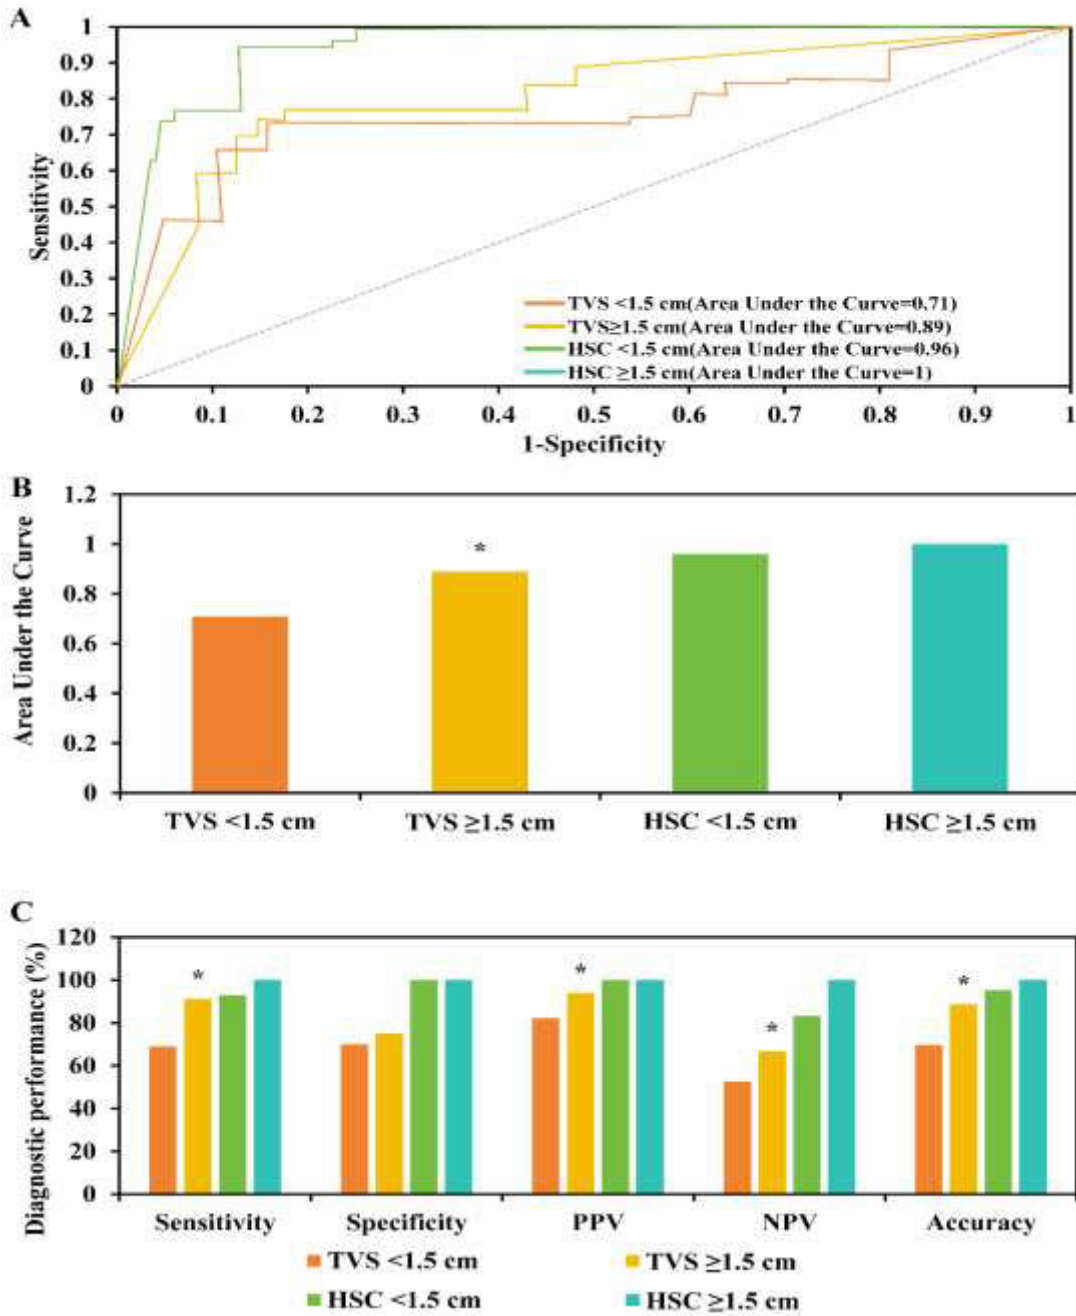 A
Sensitivity
1
0.9
0.8
0.7
0.6
0.5
0.4
0.3
0.2
0.1
0
TVS <1.5 cm(Area Under the Curve=0.71)
TVS≥1.5 cm(Area Under the Curve=0.89)
HSC <1.5 cm(Area Under the Curve=0.96)
HSC ≥1.5 cm(Area Under the Curve=1)
0 0.1 0.2 0.3 0.4 0.5 0.6 0.7 0.8 0.9 1
1-Specificity
B
Area Under the Curve
1.2
1
0.8
0.6
0.4
0.2
0
*
TVS <1.5 cm TVS ≥1.5 cm HSC <1.5 cm HSC ≥1.5 cm
C
Diagnostic performance (%)
120
100
80
60
40
20
0
* * * *
Sensitivity Specificity PPV NPV Accuracy
TVS <1.5 cm TVS ≥1.5 cm
HSC <1.5 cm HSC ≥1.5 cm